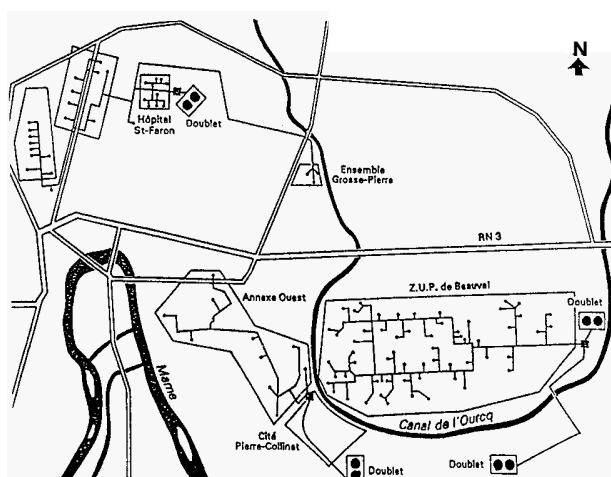 N
Hôpital
St-Faron
Doublet
Ensemble
Grosse-Pierre
RN 3
Annexe Ouest
Z.U.P. de Beauval
Doublet
Marne
Canal de l'Ourcq
Cité
Pierre-Collinet
Doublet
Doublet